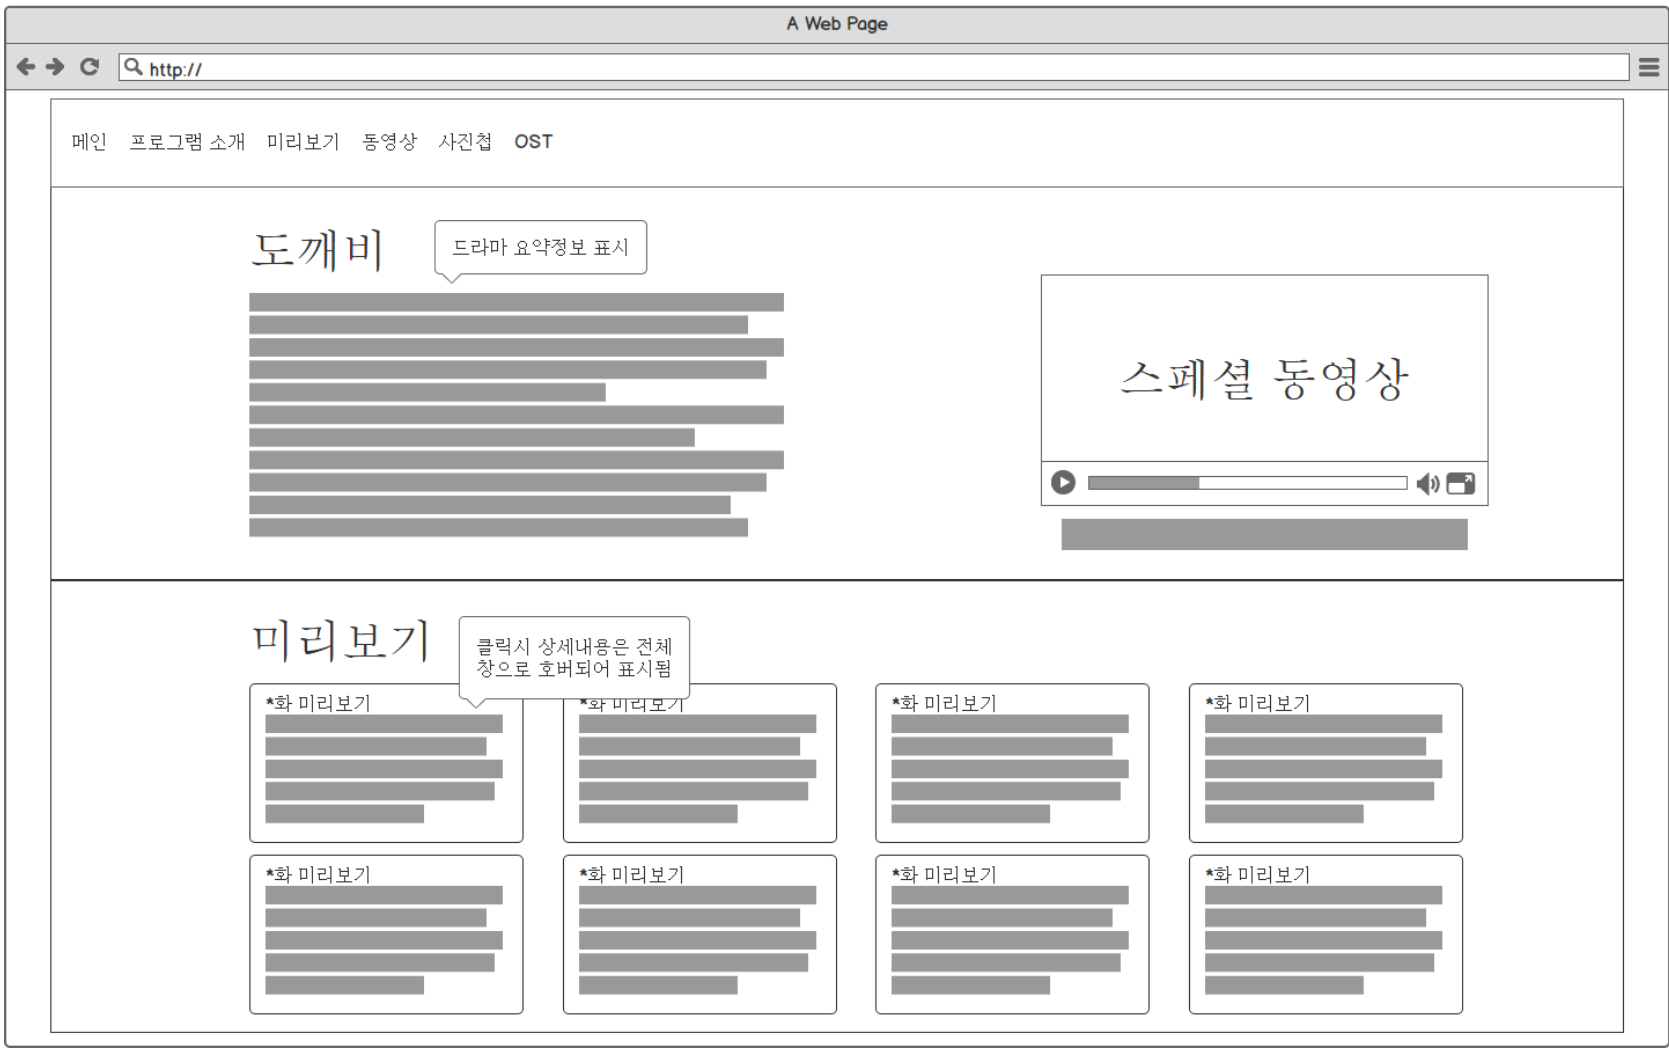 A Web Page
http://
메인 프로그램 소개 미리보기 동영상 사진첩 OST
도깨비
드라마 요약정보 표시
스페셜 동영상
미리보기
클릭시 상세내용은 전체
창으로 호버되어 표시됨
*화 미리보기
*화 미리보기
*화 미리보기
*화 미리보기
*화 미리보기
*화 미리보기
*화 미리보기
*화 미리보기